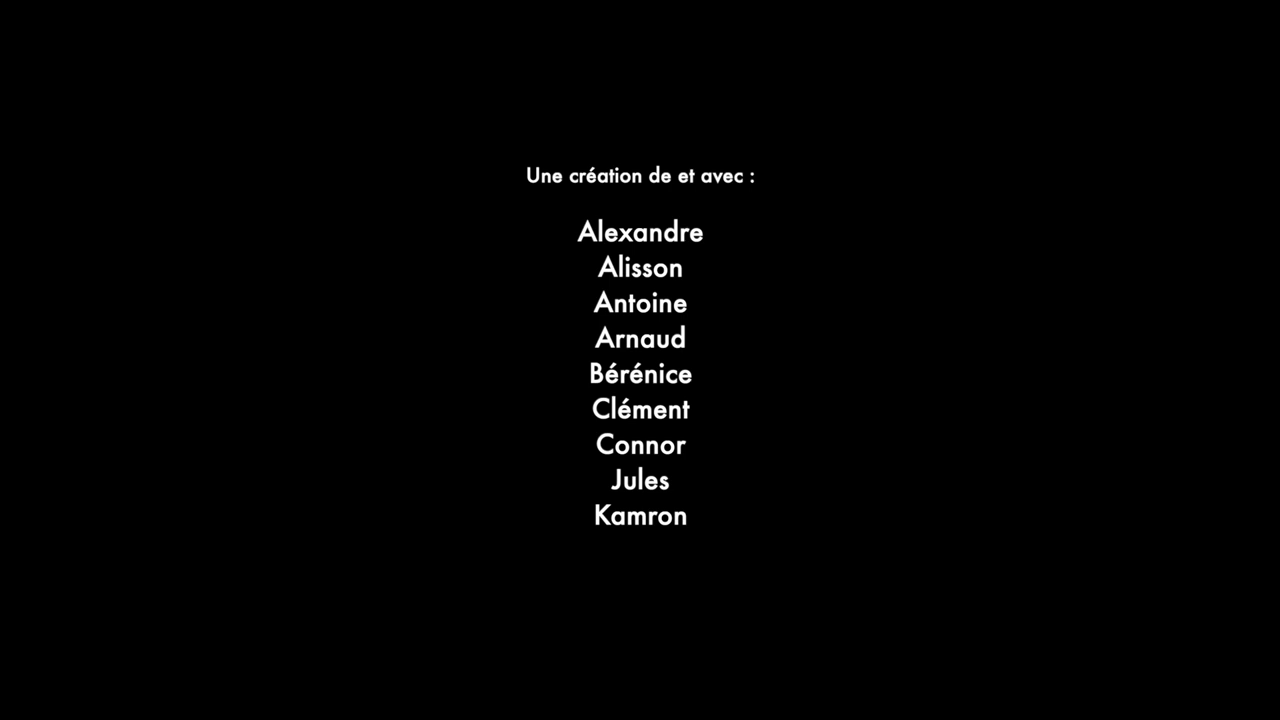 Une création de et avec :
Alexandre
Alisson
Antoine
Arnaud
Bérénice
Clément
Connor
Jules
Kamron